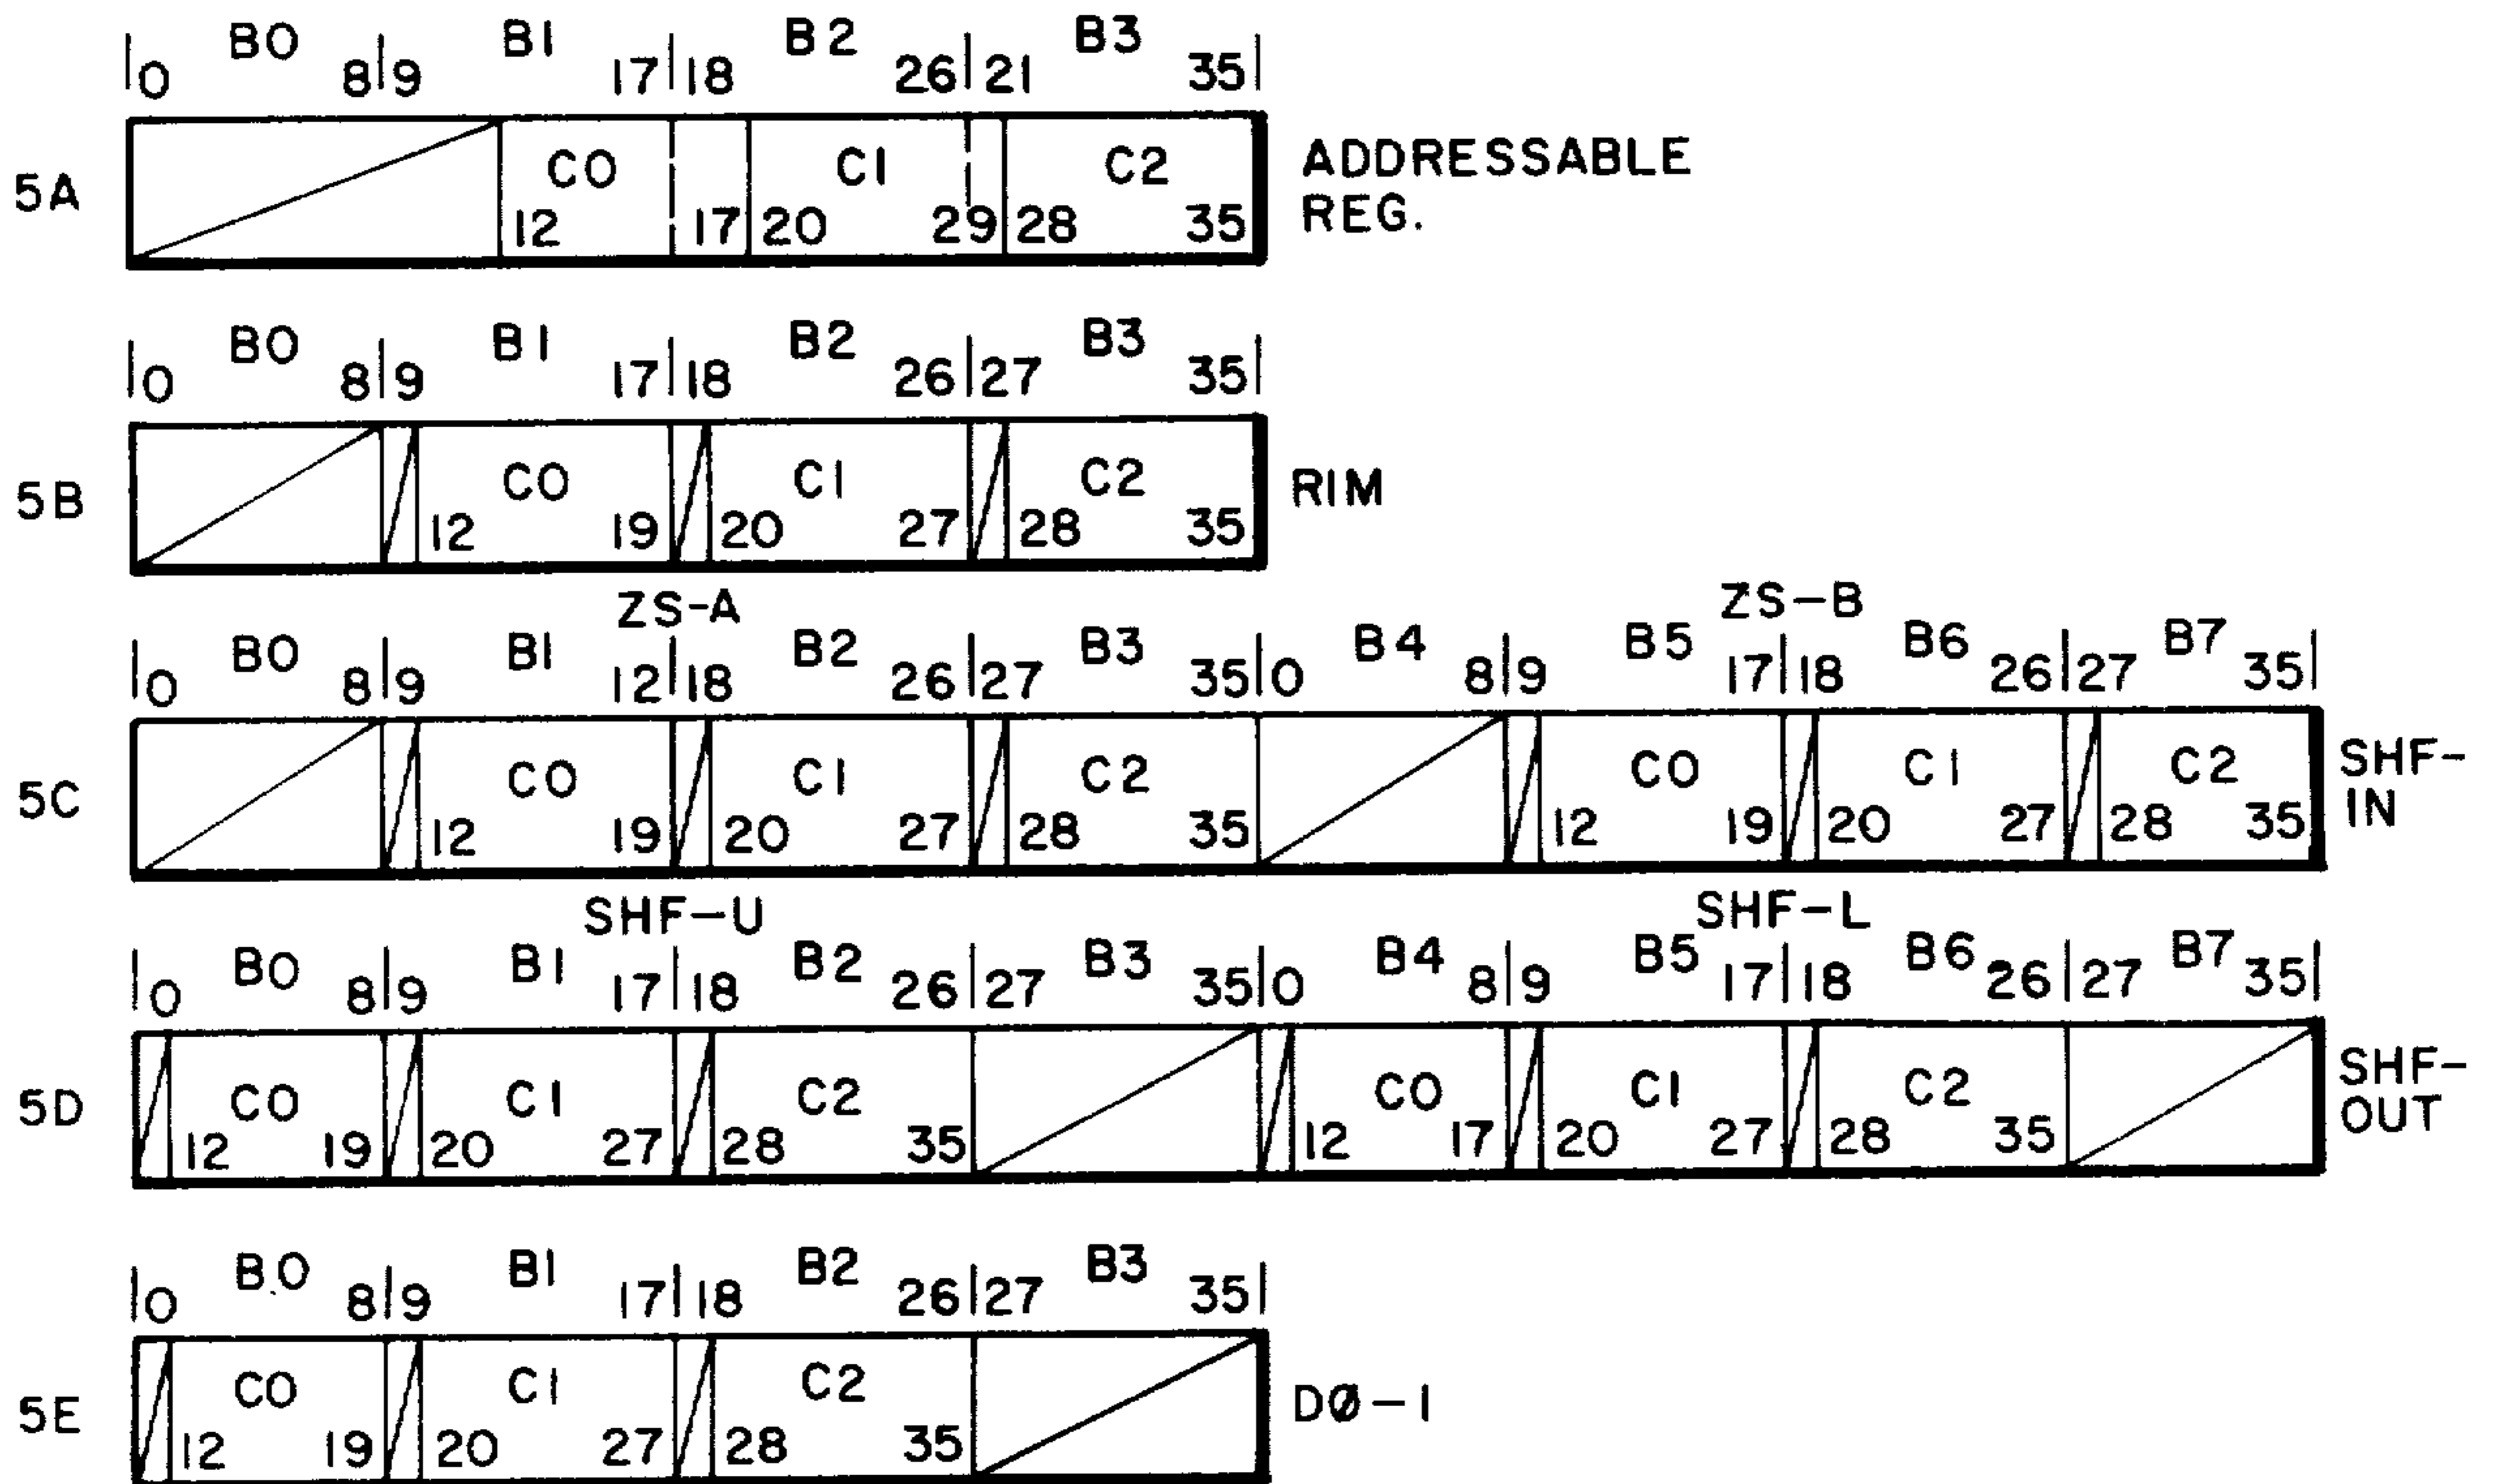 B0 B1 B2 B3
0 8 9 17 18 26 21 35
5A C0 C1 C2 ADDRESSABLE
12 17 20 29 28 35 REG.
B0 B1 B2 B3
0 8 9 17 18 26 27 35
5B C0 C1 C2 RIM
12 19 20 27 28 35
ZS-A ZS-B
B0 B1 B2 B3 B4 B5 B6 B7
0 8 9 12 18 26 27 35 0 8 9 17 18 26 27 35
5C C0 C1 C2 C0 C1 C2 SHF-
12 19 20 27 28 35 12 19 20 27 28 35 IN
SHF-U SHF-L
B0 B1 B2 B3 B4 B5 B6 B7
0 8 9 17 18 26 27 35 0 8 9 17 18 26 27 35
5D C0 C1 C2 C0 C1 C2 SHF-
12 19 20 27 28 35 12 17 20 27 28 35 OUT
B0 B1 B2 B3
0 8 9 17 18 26 27 35
5E C0 C1 C2 DØ-1
12 19 20 27 28 35